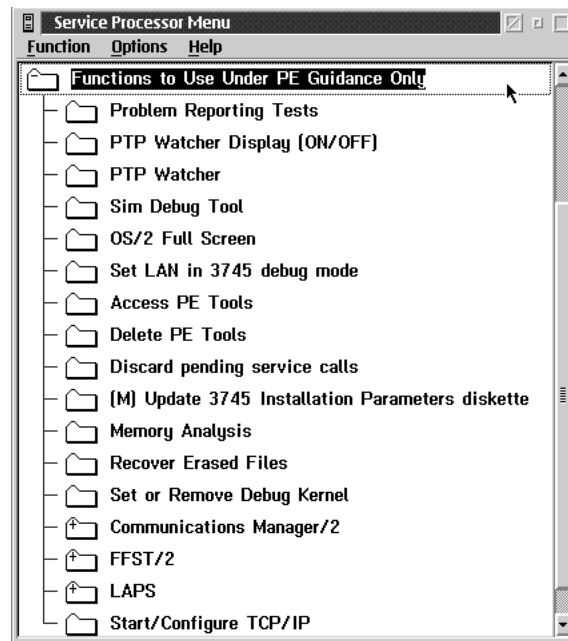 Service Processor Menu
Function Options Help
Functions to Use Under PE Guidance Only
Problem Reporting Tests
PTP Watcher Display (ON/OFF)
PTP Watcher
Sim Debug Tool
OS/2 Full Screen
Set LAN in 3745 debug mode
Access PE Tools
Delete PE Tools
Discard pending service calls
(M) Update 3745 Installation Parameters diskette
Memory Analysis
Recover Erased Files
Set or Remove Debug Kernel
Communications Manager/2
FFST/2
LAPS
Start/Configure TCP/IP